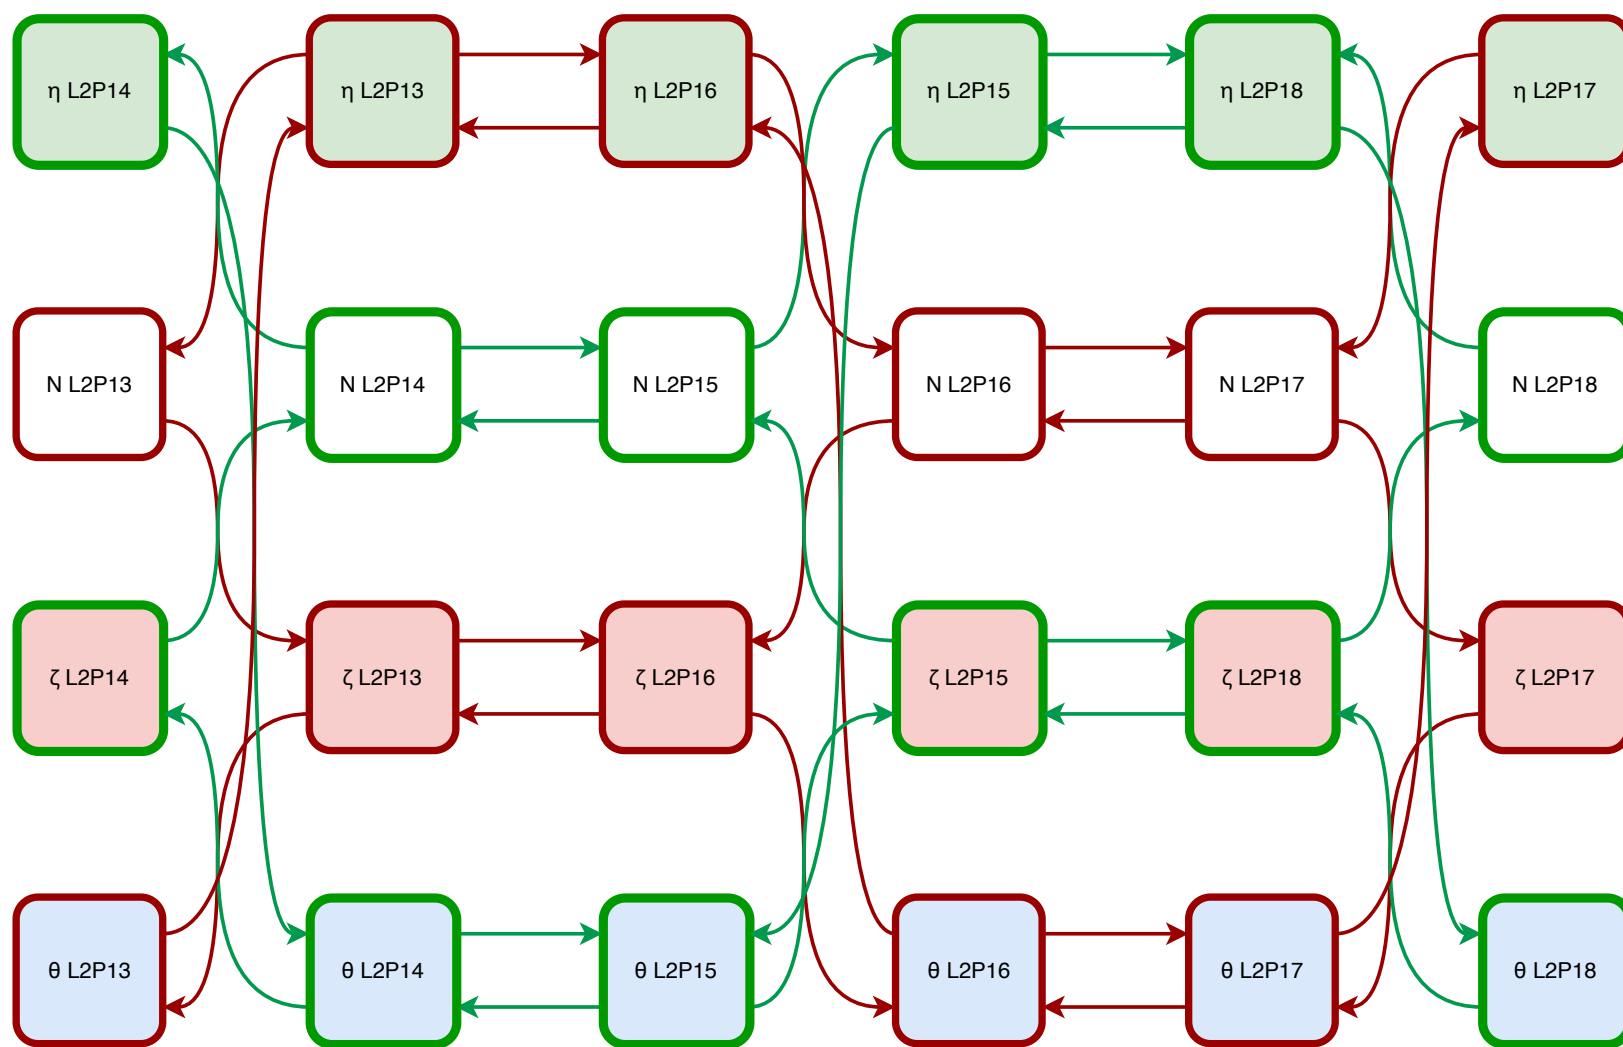 η L2P14
η L2P13
η L2P16
η L2P15
η L2P18
η L2P17
N L2P13
N L2P14
N L2P15
N L2P16
N L2P17
N L2P18
ζ L2P14
ζ L2P13
ζ L2P16
ζ L2P15
ζ L2P18
ζ L2P17
θ L2P13
θ L2P14
θ L2P15
θ L2P16
θ L2P17
θ L2P18